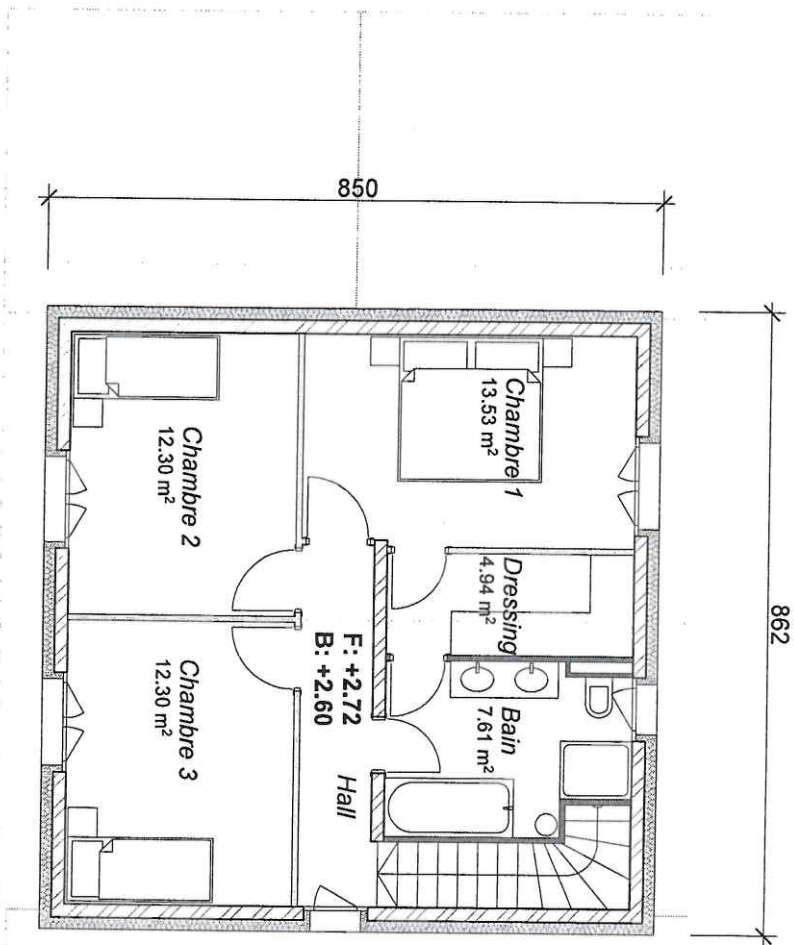 850
862
Chambre 1
13.53 m²
Chambre 2
12.30 m²
Dressing
4.94 m²
F: +2.72
B: +2.60
Bain
7.61 m²
Chambre 3
12.30 m²
Hall